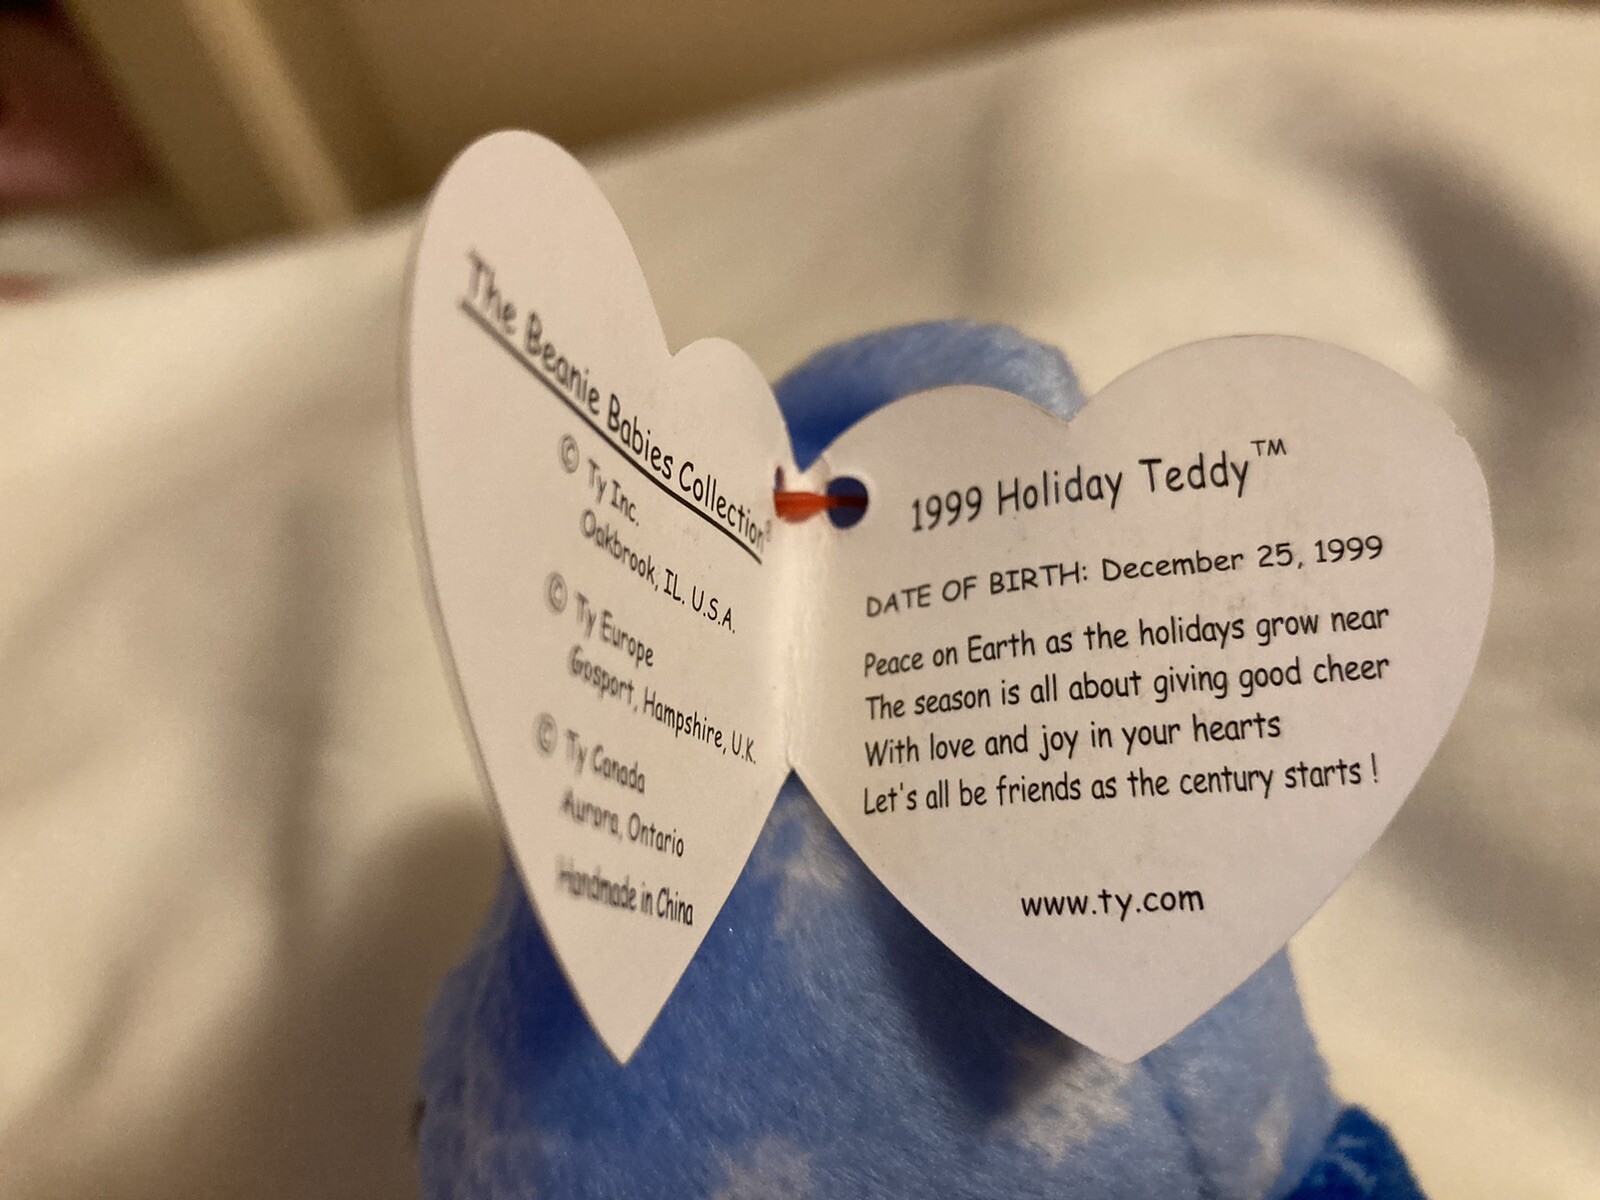 The Beanie Babies Collection®
© Ty Inc.
Oakbrook, IL. U.S.A.
© Ty Europe
Gosport, Hampshire, U.K.
© Ty Canada
Aurora, Ontario
Handmade in China
1999 Holiday Teddy™
DATE OF BIRTH: December 25, 1999
Peace on Earth as the holidays grow near
The season is all about giving good cheer
With love and joy in your hearts
Let's all be friends as the century starts !
www.ty.com